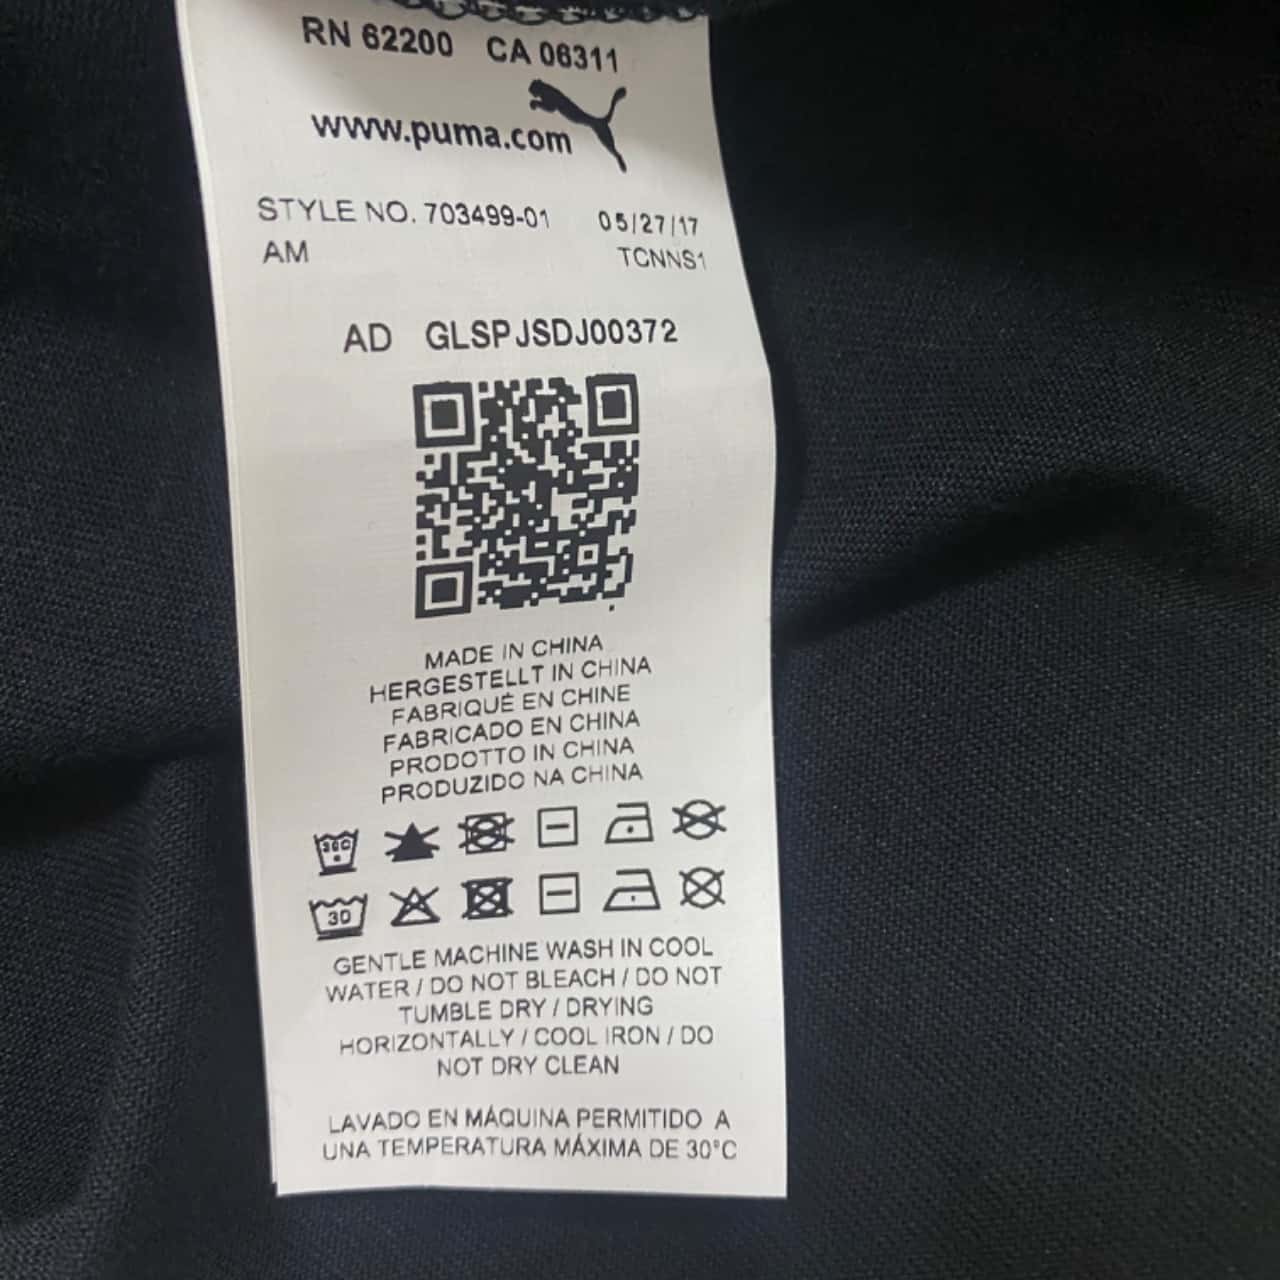 RN 62200 CA 06311
www.puma.com
STYLE NO. 703499-01 05/27/17
AM TCNNS1
AD GLSPJSDJ00372
MADE IN CHINA
HERGESTELLT IN CHINA
FABRIQUÉ EN CHINE
FABRICADO EN CHINA
PRODOTTO IN CHINA
PRODUZIDO NA CHINA
30C
30
GENTLE MACHINE WASH IN COOL
WATER / DO NOT BLEACH / DO NOT
TUMBLE DRY / DRYING
HORIZONTALLY / COOL IRON / DO
NOT DRY CLEAN
LAVADO EN MÁQUINA PERMITIDO A
UNA TEMPERATURA MÁXIMA DE 30°C